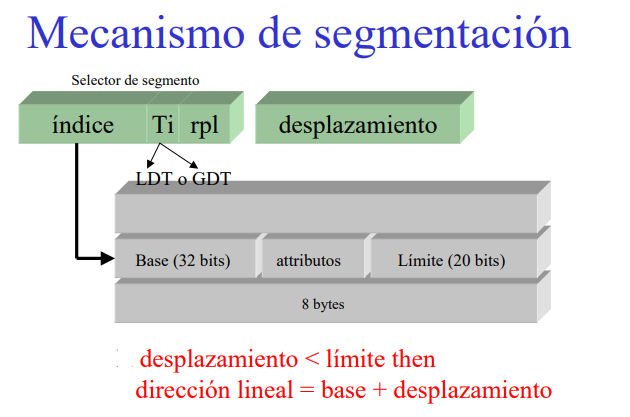 Mecanismo de segmentación
Selector de segmento
índice Ti rpl desplazamiento
LDT o GDT
Base (32 bits) attributos Límite (20 bits)
8 bytes
desplazamiento < límite then
dirección lineal = base + desplazamiento